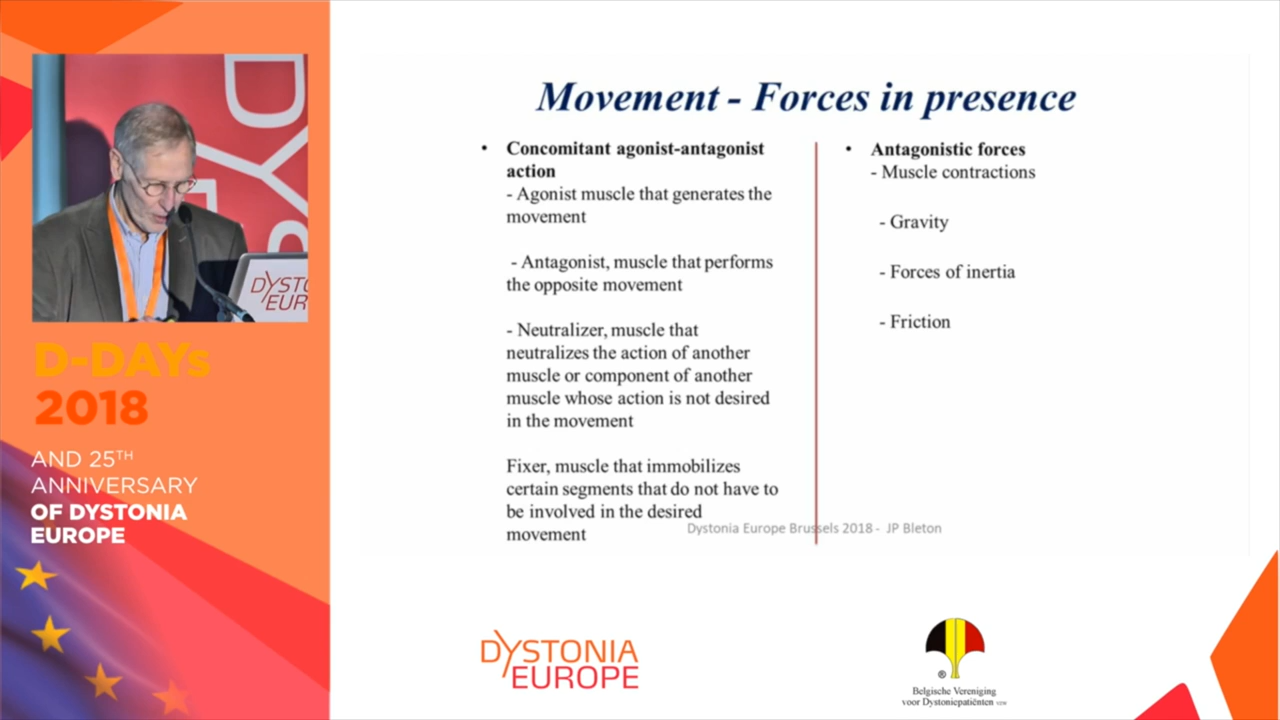 DYS
DYST
EUR
D-DAYs
2018
AND 25TH
ANNIVERSARY
OF DYSTONIA
EUROPE
Movement - Forces in presence
• Concomitant agonist-antagonist
action
- Agonist muscle that generates the
movement
- Antagonist, muscle that performs
the opposite movement
- Neutralizer, muscle that
neutralizes the action of another
muscle or component of another
muscle whose action is not desired
in the movement
Fixer, muscle that immobilizes
certain segments that do not have to
be involved in the desired
movement
• Antagonistic forces
- Muscle contractions
- Gravity
- Forces of inertia
- Friction
Dystonia Europe Brussels 2018 - JP Bleton
DYSTONIA
EUROPE
®
Belgische Vereniging
voor Dystoniepatiënten vzw